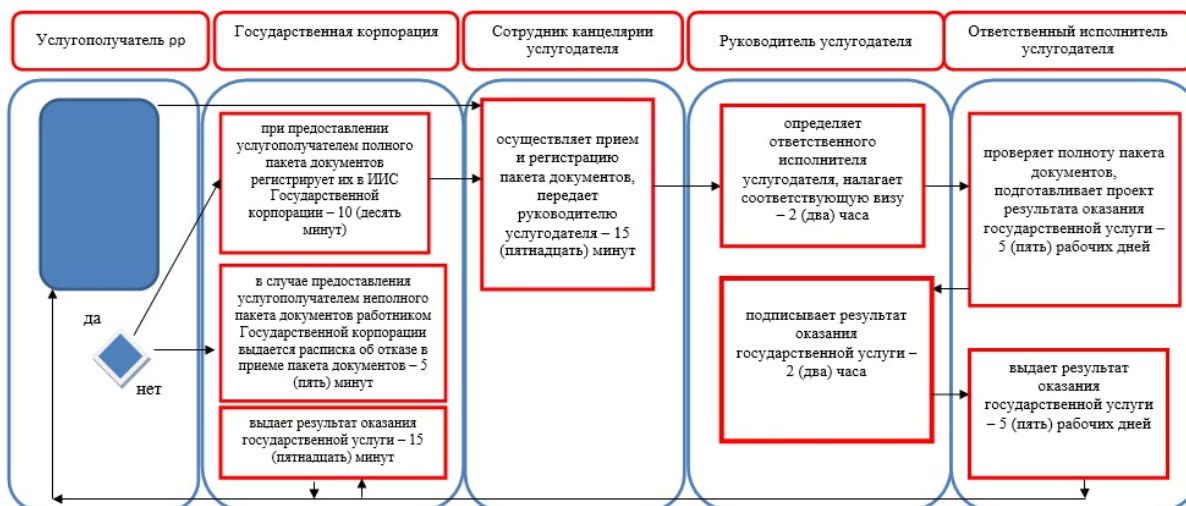 Услугополучатель рр
Государственная корпорация
Сотрудник канцелярии
услугодателя
Руководитель услугодателя
Ответственный исполнитель
услугодателя
да
нет
при предоставлении
услугополучателем полного
пакета документов
регистрирует их в ИИС
Государственной
корпорации – 10 (десять
минут)
в случае предоставления
услугополучателем неполного
пакета документов работником
Государственной корпорации
выдается расписка об отказе в
приеме пакета документов – 5
(пять) минут
выдает результат оказания
государственной услуги – 15
(пятнадцать) минут
осуществляет прием
и регистрацию
пакета документов,
передает
руководителю
услугодателя – 15
(пятнадцать) минут
определяет
ответственного
исполнителя
услугодателя, налагает
соответствующую визу
– 2 (два) часа
подписывает результат
оказания
государственной услуги –
2 (два) часа
проверяет полноту пакета
документов,
подготавливает проект
результата оказания
государственной услуги –
5 (пять) рабочих дней
выдает результат
оказания
государственной услуги
– 5 (пять) рабочих дней